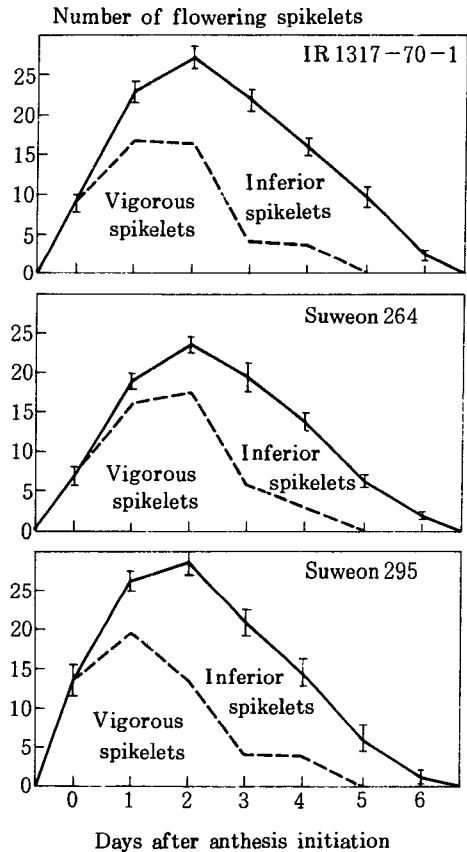 Number of flowering spikelets
IR 1317-70-1
25
20
15
10
5
0
Vigorous
spikelets
Inferior
spikelets
Suweon 264
25
20
15
10
5
0
Vigorous
spikelets
Inferior
spikelets
Suweon 295
25
20
15
10
5
0
Vigorous
spikelets
Inferior
spikelets
0 1 2 3 4 5 6
Days after anthesis initiation